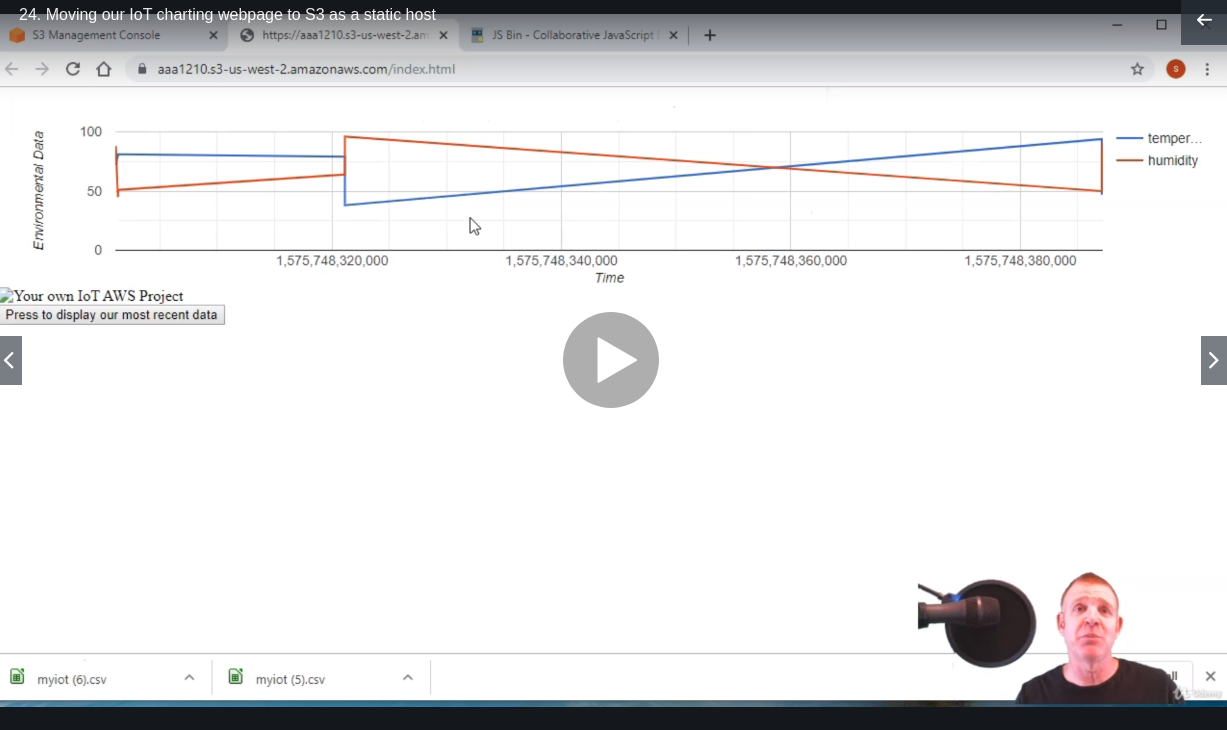 24. Moving our IoT charting webpage to S3 as a static host
S3 Management Console
https://aaa1210.s3-us-west-2.am
JS Bin - Collaborative JavaScript
aaa1210.s3-us-west-2.amazonaws.com/index.html
s
Environmental Data
100
50
0
temper...
humidity
1,575,748,320,000
1,575,748,340,000
1,575,748,360,000
1,575,748,380,000
Time
Your own IoT AWS Project
Press to display our most recent data
myiot (6).csv
myiot (5).csv
Udemy